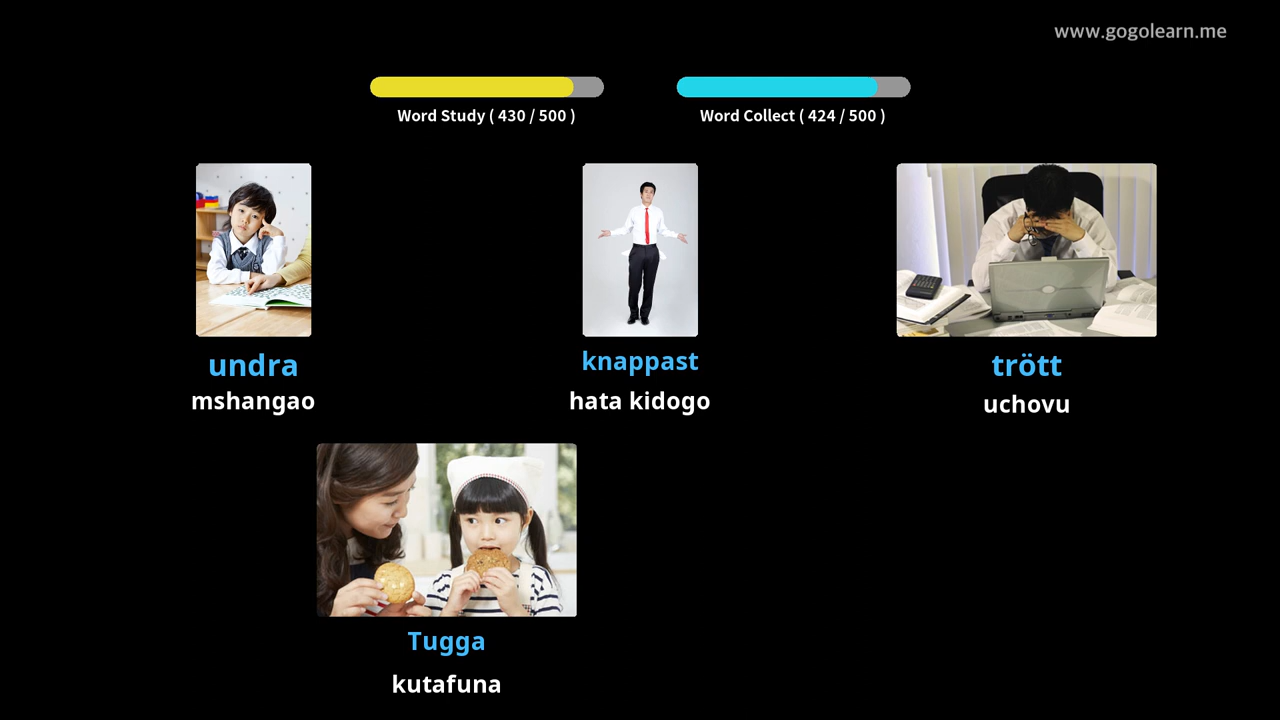 www.gogolearn.me
Word Study ( 430 / 500 )
Word Collect ( 424 / 500 )
undra
mshangao
knappast
hata kidogo
trött
uchovu
Tugga
kutafuna